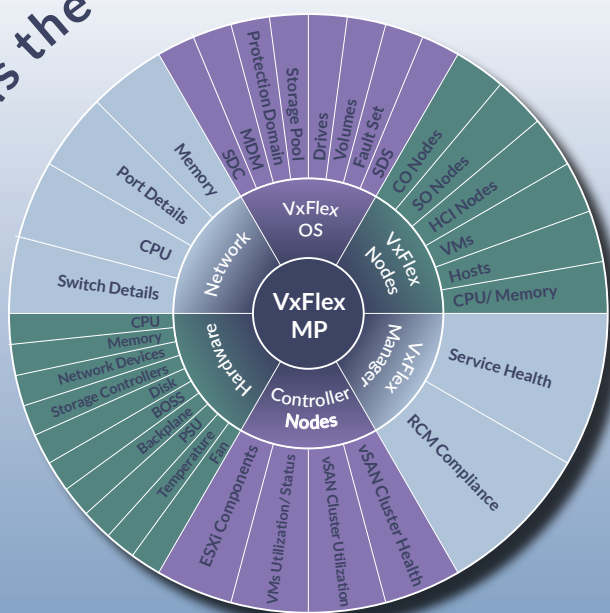 s the
VxFlex
MP
VxFlex
OS
SDC
MDM
Protection Domain
Storage Pool
Drives
Volumes
Fault Set
SDS
VxFlex
Nodes
CO Nodes
SO Nodes
HCI Nodes
VMs
Hosts
CPU/ Memory
VxFlex
Manager
Service Health
RCM Compliance
Controller
Nodes
vSAN Cluster Health
vSAN Cluster Utilization
VMs Utilization/ Status
ESXi Components
Hardware
CPU
Memory
Network Devices
Storage Controllers
Disk
BOSS
Backplane
PSU
Temperature
Fan
Network
Switch Details
CPU
Port Details
Memory